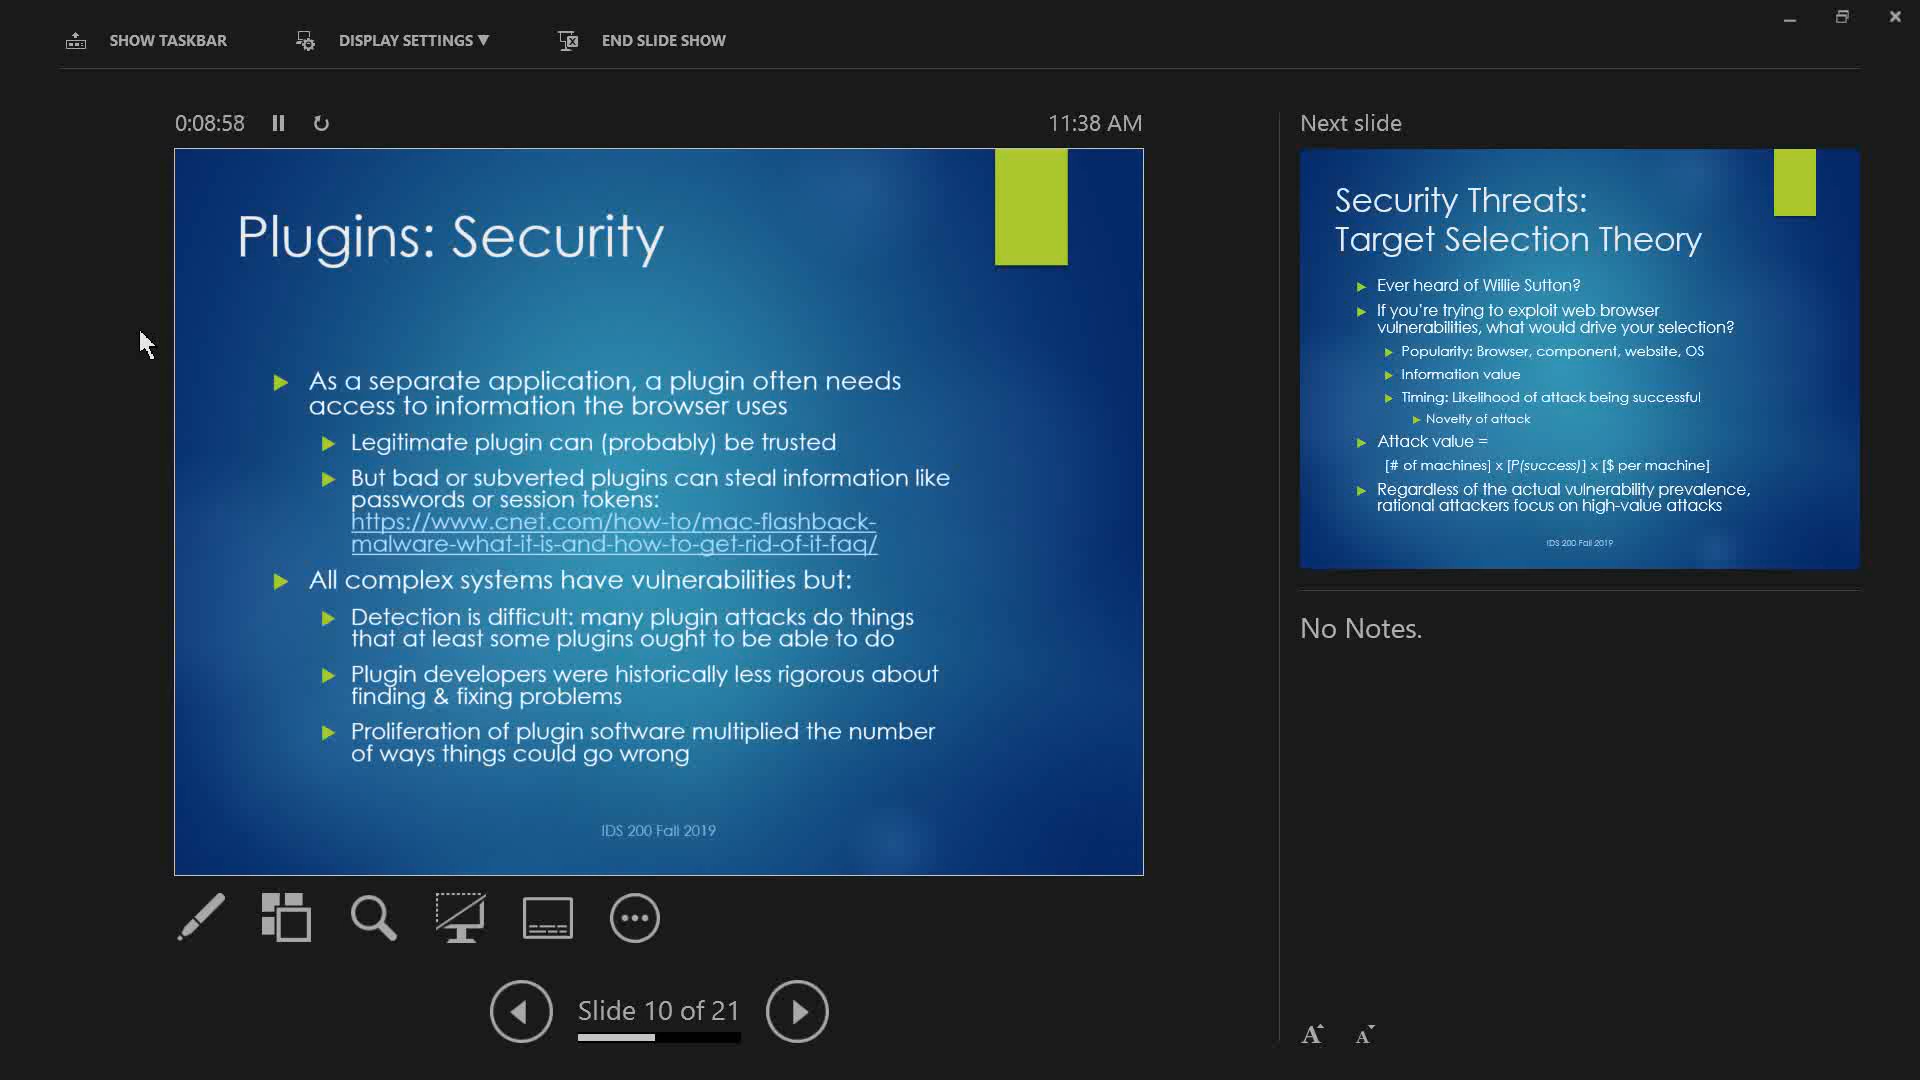 SHOW TASKBAR
DISPLAY SETTINGS ▼
END SLIDE SHOW
0:08:58
11:38 AM
Plugins: Security
As a separate application, a plugin often needs
access to information the browser uses
Legitimate plugin can (probably) be trusted
But bad or subverted plugins can steal information like
passwords or session tokens:
https://www.cnet.com/how-to/mac-flashback-
malware-what-it-is-and-how-to-get-rid-of-it-faq/
All complex systems have vulnerabilities but:
Detection is difficult: many plugin attacks do things
that at least some plugins ought to be able to do
Plugin developers were historically less rigorous about
finding & fixing problems
Proliferation of plugin software multiplied the number
of ways things could go wrong
IDS 200 Fall 2019
Slide 10 of 21
Next slide
Security Threats:
Target Selection Theory
Ever heard of Willie Sutton?
If you're trying to exploit web browser
vulnerabilities, what would drive your selection?
Popularity: Browser, component, website, OS
Information value
Timing: Likelihood of attack being successful
Novelty of attack
Attack value =
[# of machines] x [P(success)] x [$ per machine]
Regardless of the actual vulnerability prevalence,
rational attackers focus on high-value attacks
IDS 200 Fall 2019
No Notes.
A A